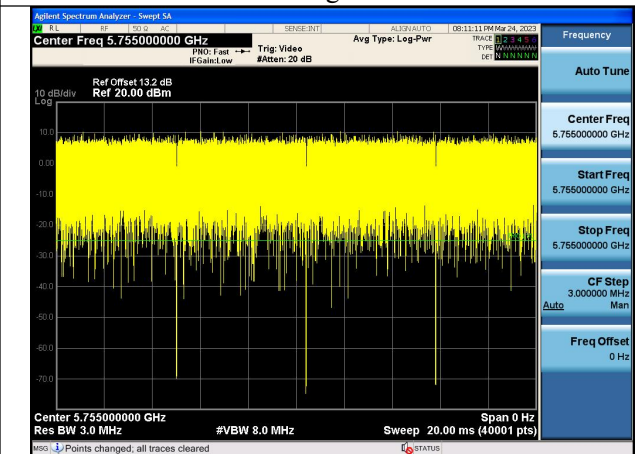 Agilent Spectrum Analyzer - Swept SA
RL RF 50 Ω AC SENSE:INT ALIGN AUTO 08:11:11 PM Mar 24, 2023
Center Freq 5.755000000 GHz Avg Type: Log-Pwr TRACE 1 2 3 4 5 6
PNO: Fast Trig: Video TYPE
IFGain:Low #Atten: 20 dB DET N N N N N N
Frequency
Auto Tune
Center Freq
5.755000000 GHz
Start Freq
5.755000000 GHz
Stop Freq
5.755000000 GHz
CF Step
3.000000 MHz
Auto Man
Freq Offset
0 Hz
Ref Offset 13.2 dB
10 dB/div Ref 20.00 dBm
Log
10.0
0.00
-10.0
-20.0
-30.0
-40.0
-50.0
-60.0
-70.0
Center 5.755000000 GHz Span 0 Hz
Res BW 3.0 MHz #VBW 8.0 MHz Sweep 20.00 ms (40001 pts)
MSG Points changed; all traces cleared STATUS